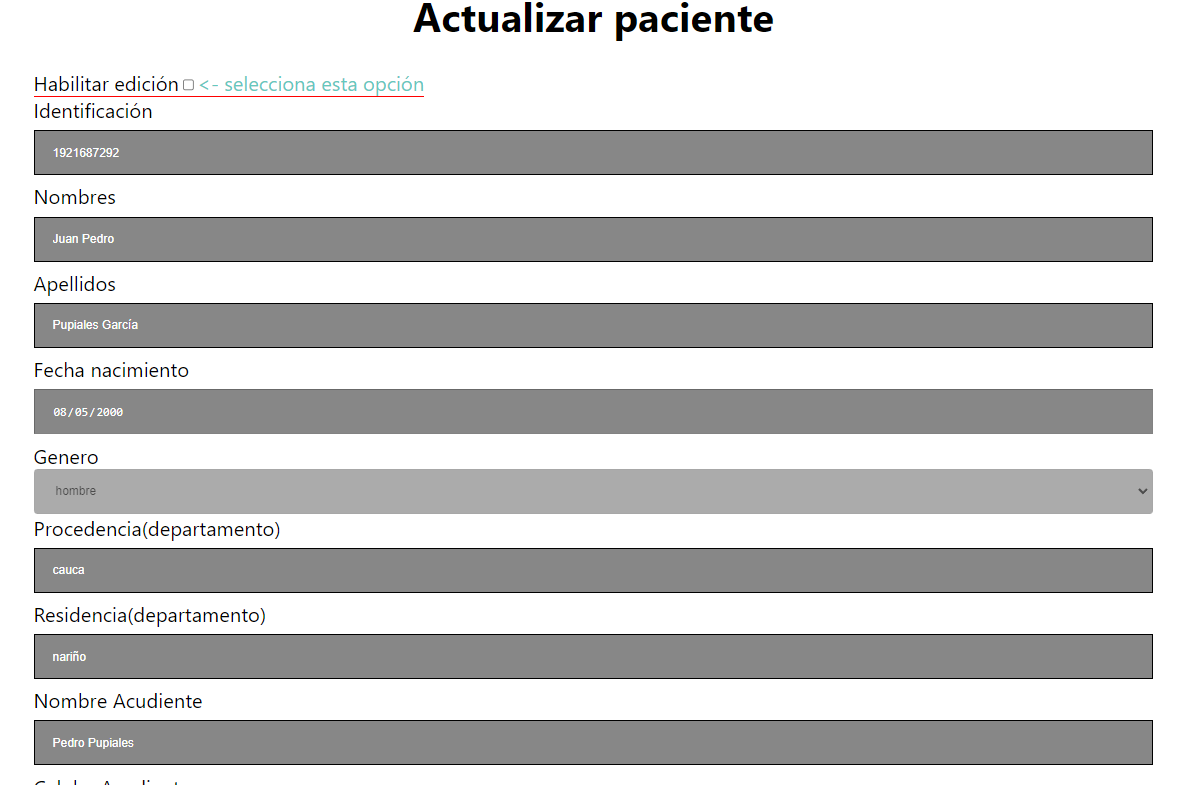 Actualizar paciente
Habilitar edición <- selecciona esta opción
Identificación
1921687292
Nombres
Juan Pedro
Apellidos
Pupiales García
Fecha nacimiento
08/05/2000
Genero
hombre
Procedencia(departamento)
cauca
Residencia(departamento)
nariño
Nombre Acudiente
Pedro Pupiales